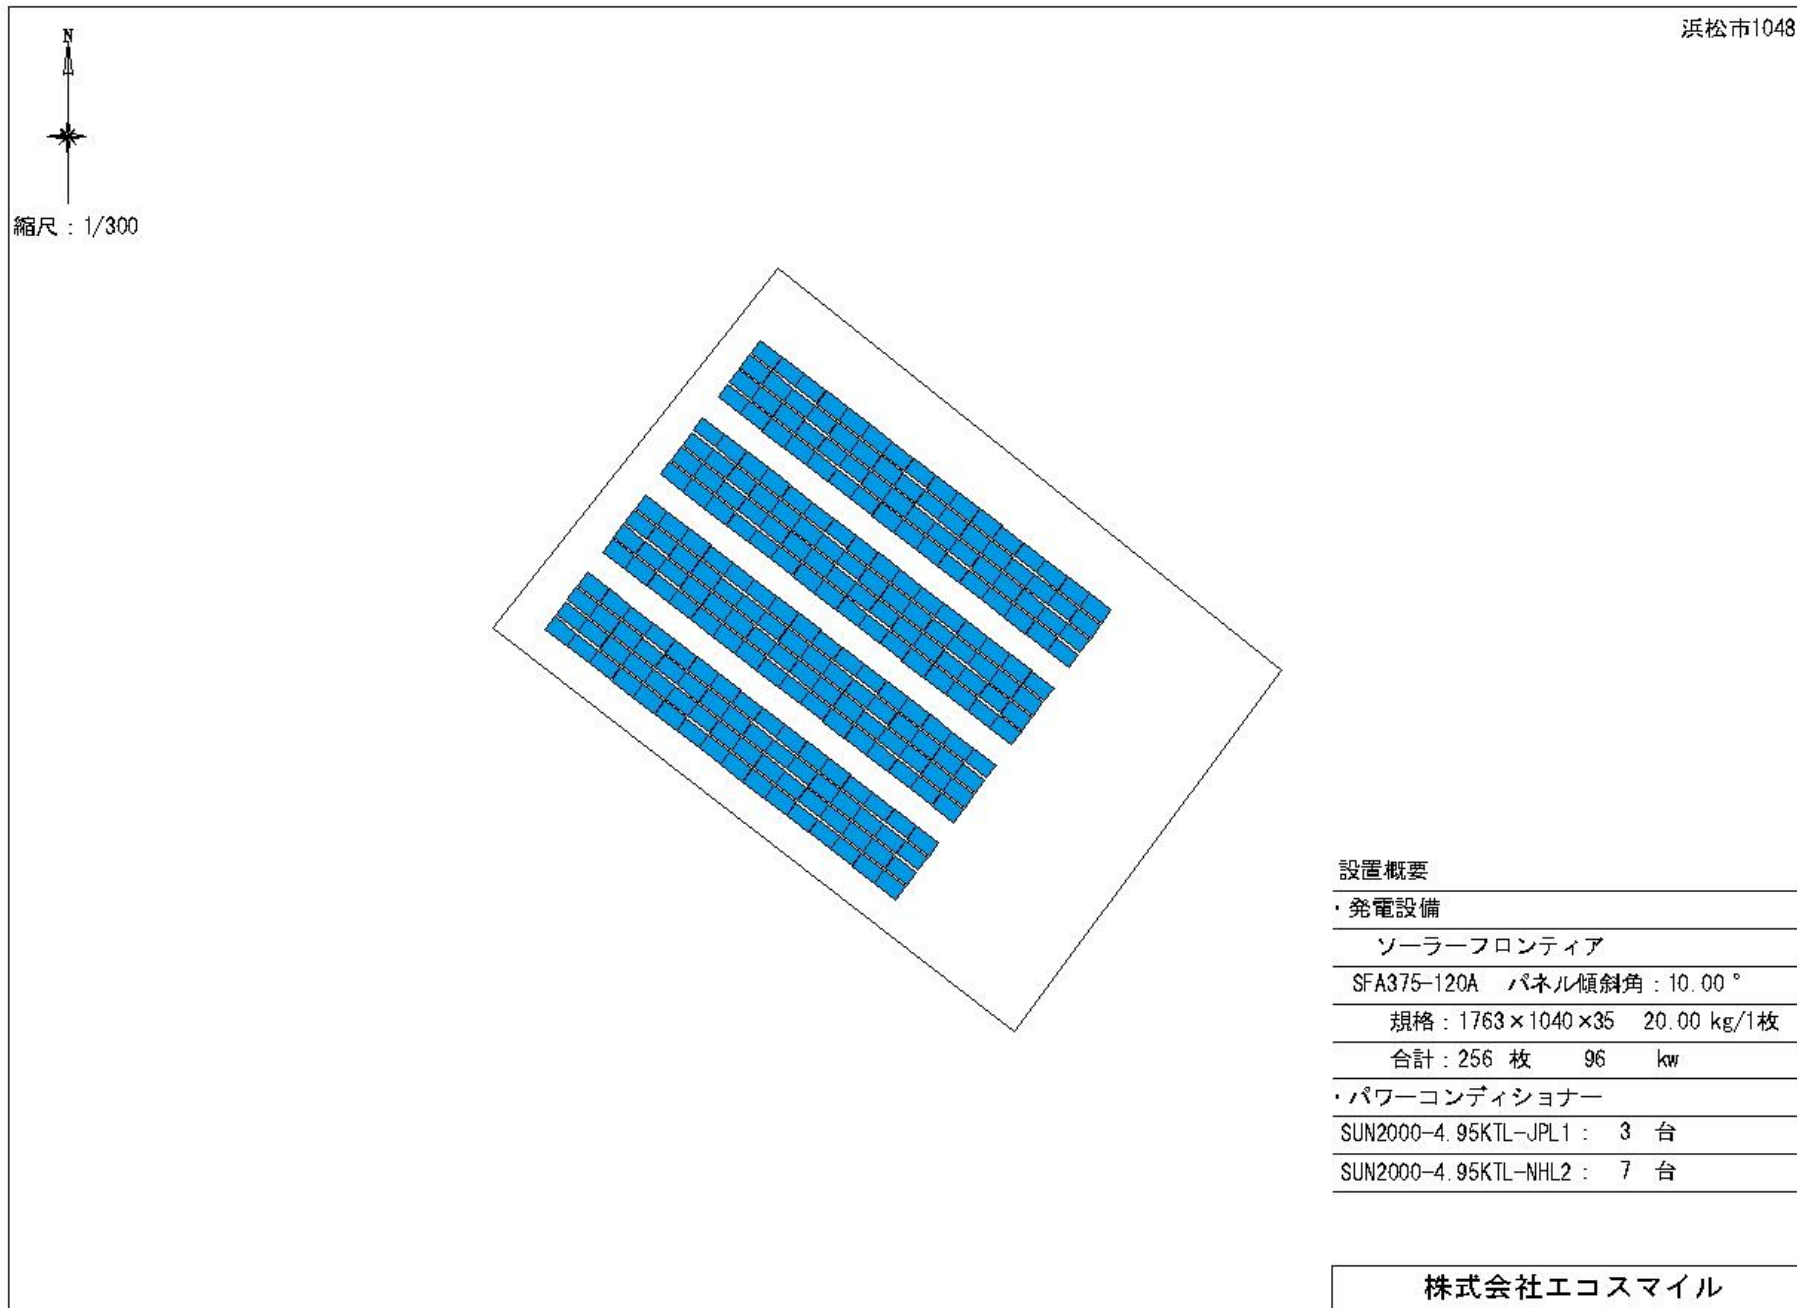 浜松市1048
N
縮尺：1/300
設置概要
・発電設備
ソーラーフロンティア
SFA375-120A パネル傾斜角：10.00°
規格：1763×1040×35 20.00 kg/1枚
合計：256 枚 96 kw
・パワーコンディショナー
SUN2000-4.95KTL-JPL1： 3 台
SUN2000-4.95KTL-NHL2： 7 台
株式会社エコスマイル